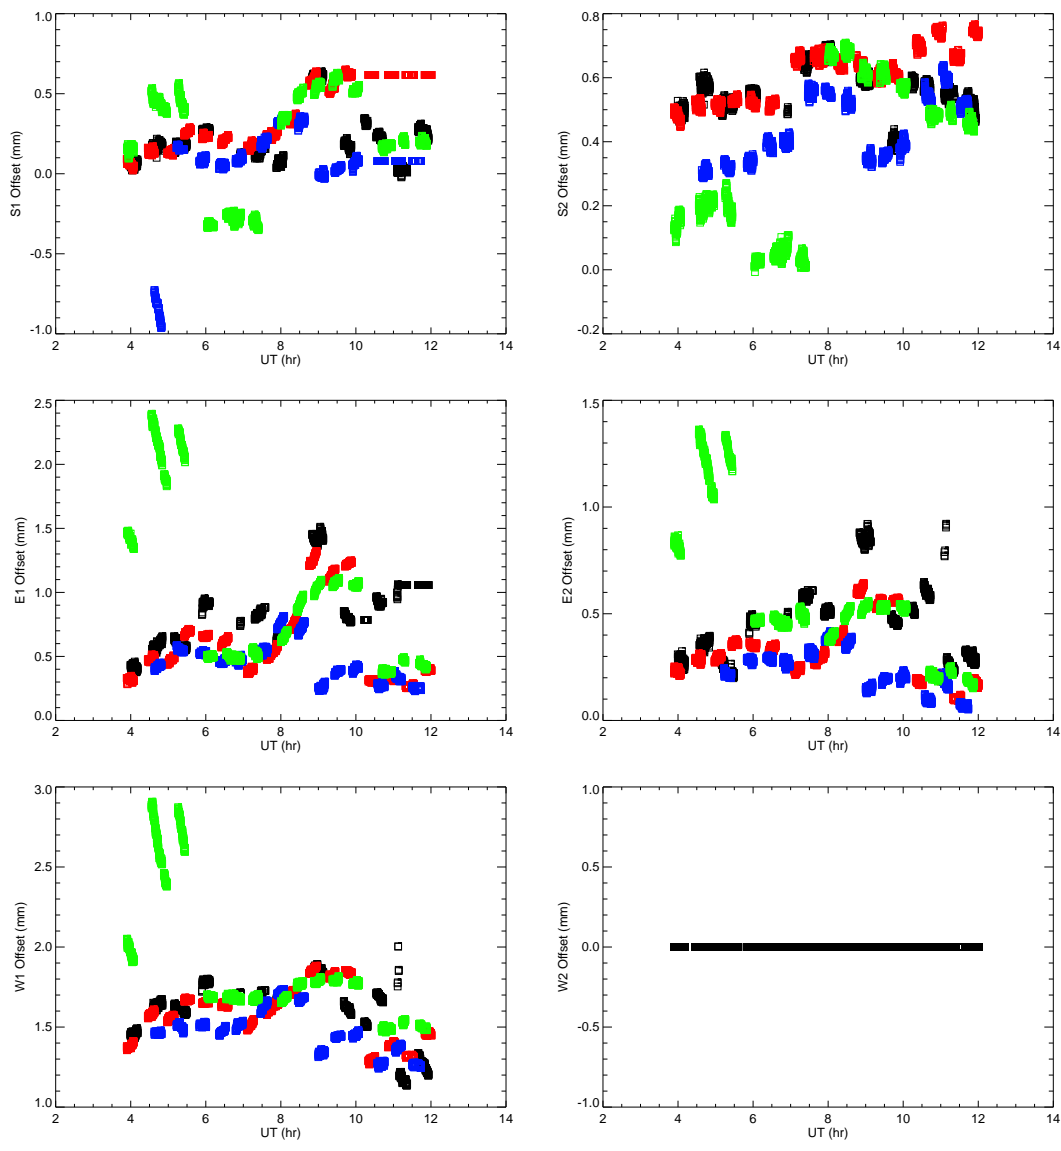 1.0
0.5
0.0
-0.5
-1.0
S1 Offset (mm)
2 4 6 8 10 12 14
UT (hr)
0.8
0.6
0.4
0.2
0.0
-0.2
S2 Offset (mm)
2 4 6 8 10 12 14
UT (hr)
2.5
2.0
1.5
1.0
0.5
0.0
E1 Offset (mm)
2 4 6 8 10 12 14
UT (hr)
1.5
1.0
0.5
0.0
E2 Offset (mm)
2 4 6 8 10 12 14
UT (hr)
3.0
2.5
2.0
1.5
1.0
W1 Offset (mm)
2 4 6 8 10 12 14
UT (hr)
1.0
0.5
0.0
-0.5
-1.0
W2 Offset (mm)
2 4 6 8 10 12 14
UT (hr)